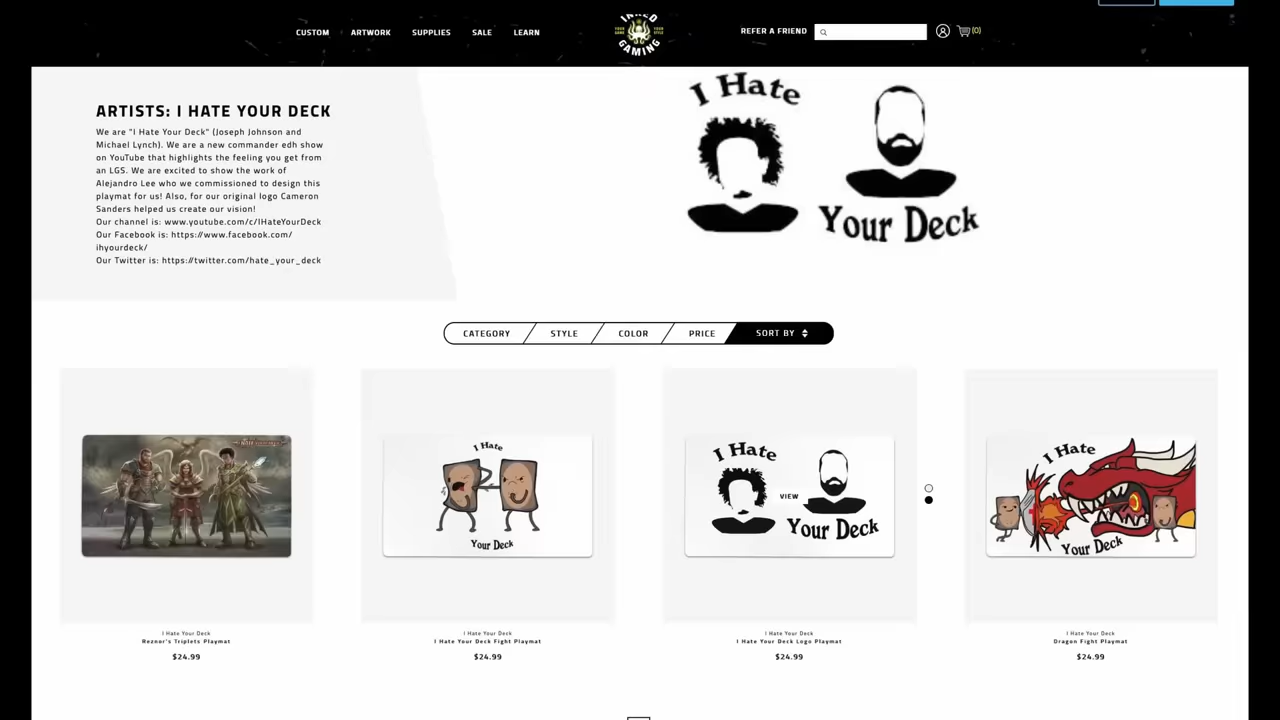 CUSTOM ARTWORK SUPPLIES SALE LEARN
INKED GAMING
REFER A FRIEND
(0)
ARTISTS: I HATE YOUR DECK
We are "I Hate Your Deck" (Joseph Johnson and
Michael Lynch). We are a new commander edh show
on YouTube that highlights the feeling you get from
an LGS. We are excited to show the work of
Alejandro Lee who we commissioned to design this
playmat for us! Also, for our original logo Cameron
Sanders helped us create our vision!
Our channel is: www.youtube.com/c/IHateYourDeck
Our Facebook is: https://www.facebook.com/
ihyourdeck/
Our Twitter is: https://twitter.com/hate_your_deck
I Hate
Your Deck
CATEGORY STYLE COLOR PRICE SORT BY
I Hate
Your Deck
I Hate
VIEW
Your Deck
I Hate
Your Deck
I Hate Your Deck
Reznor's Triplets Playmat
$24.99
I Hate Your Deck
I Hate Your Deck Fight Playmat
$24.99
I Hate Your Deck
I Hate Your Deck Logo Playmat
$24.99
I Hate Your Deck
Dragon Fight Playmat
$24.99